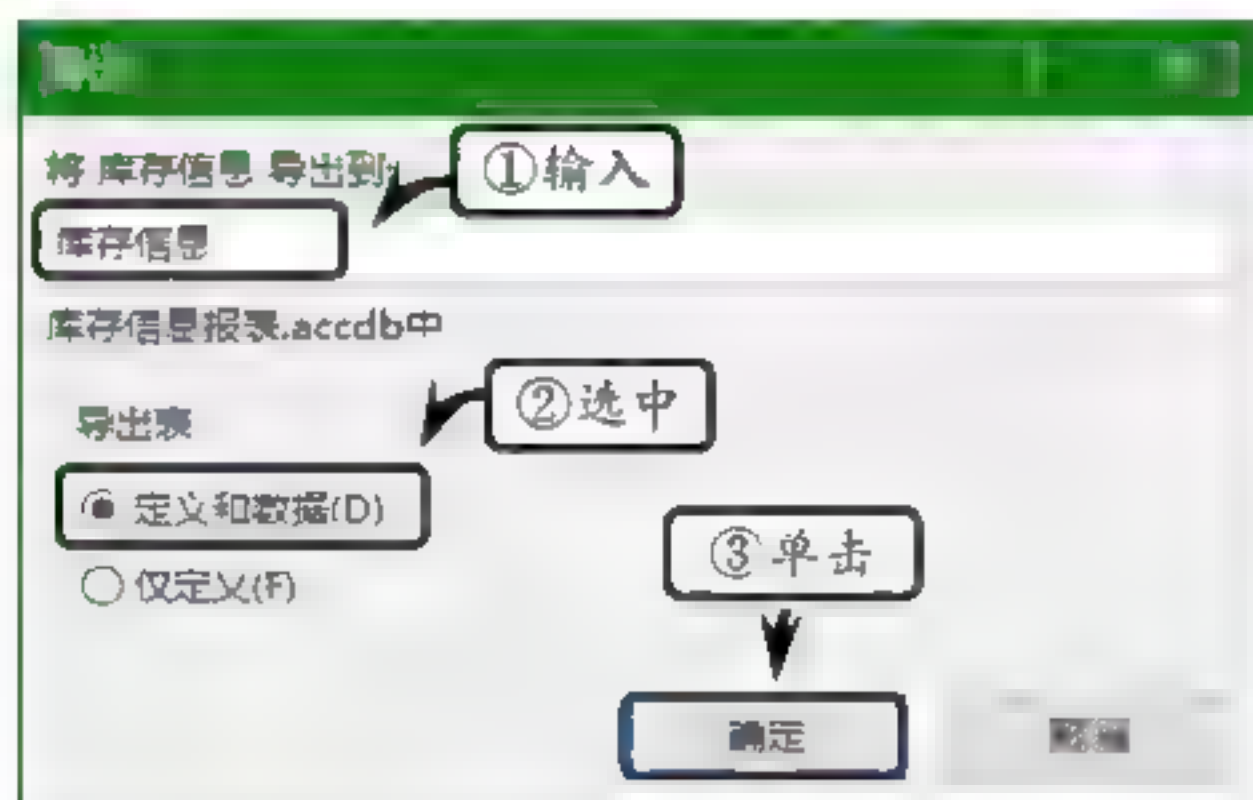 将 库存信息 导出到:
①输入
库存信息
库存信息报表.accdb中
②选中
导出表
定义和数据(D)
③单击
仅定义(F)
确定